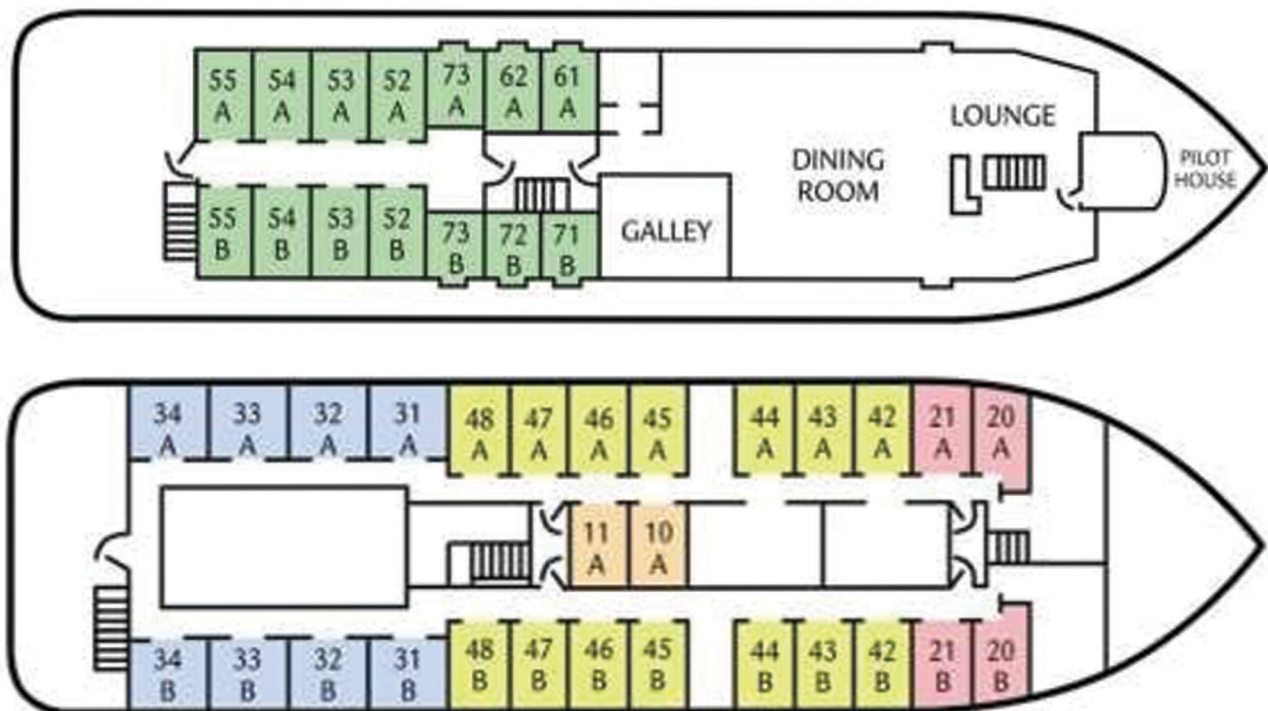 55 54 53 52 73 62 61
A A A A A A A
LOUNGE
DINING
ROOM
PILOT
HOUSE
55 54 53 52 73 72 71
B B B B B B B
GALLEY
34 33 32 31 48 47 46 45 44 43 42 21 20
A A A A A A A A A A A A A
11 10
A A
34 33 32 31 48 47 46 45 44 43 42 21 20
B B B B B B B B B B B B B